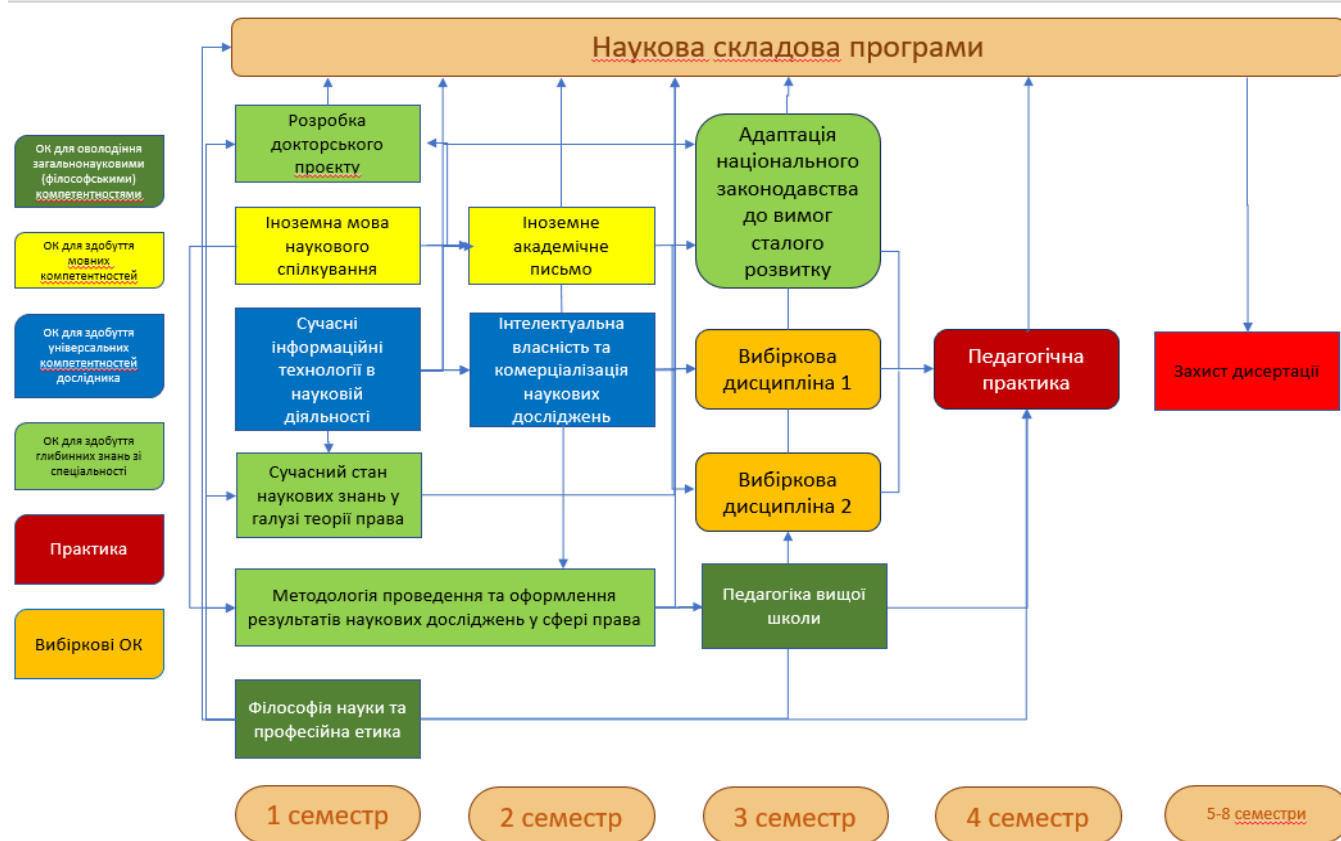 Наукова складова програми
ОК для оволодіння
загальнонауковими
(філософськими)
компетентностями
ОК для здобуття
мовних
компетентностей
ОК для здобуття
універсальних
компетентностей
дослідника
ОК для здобуття
глибинних знань зі
спеціальності
Практика
Вибіркові ОК
Розробка
докторського
проєкту
Іноземна мова
наукового
спілкування
Сучасні
інформаційні
технології в
науковій
діяльності
Сучасний стан
наукових знань у
галузі теорії права
Методологія проведення та оформлення
результатів наукових досліджень у сфері права
Філософія науки та
професійна етика
Іноземне
академічне
письмо
Інтелектуальна
власність та
комерціалізація
наукових
досліджень
Адаптація
національного
законодавства
до вимог
сталого
розвитку
Вибіркова
дисципліна 1
Вибіркова
дисципліна 2
Педагогіка вищої
школи
Педагогічна
практика
Захист дисертації
1 семестр
2 семестр
3 семестр
4 семестр
5-8 семестри